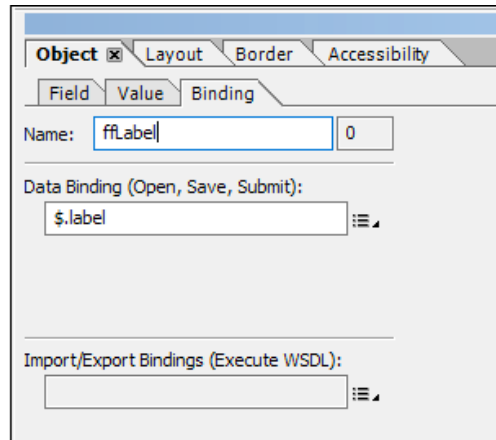 Object Layout Border Accessibility
Field Value Binding
Name: ffLabel 0
Data Binding (Open, Save, Submit):
$.label
Import/Export Bindings (Execute WSDL):